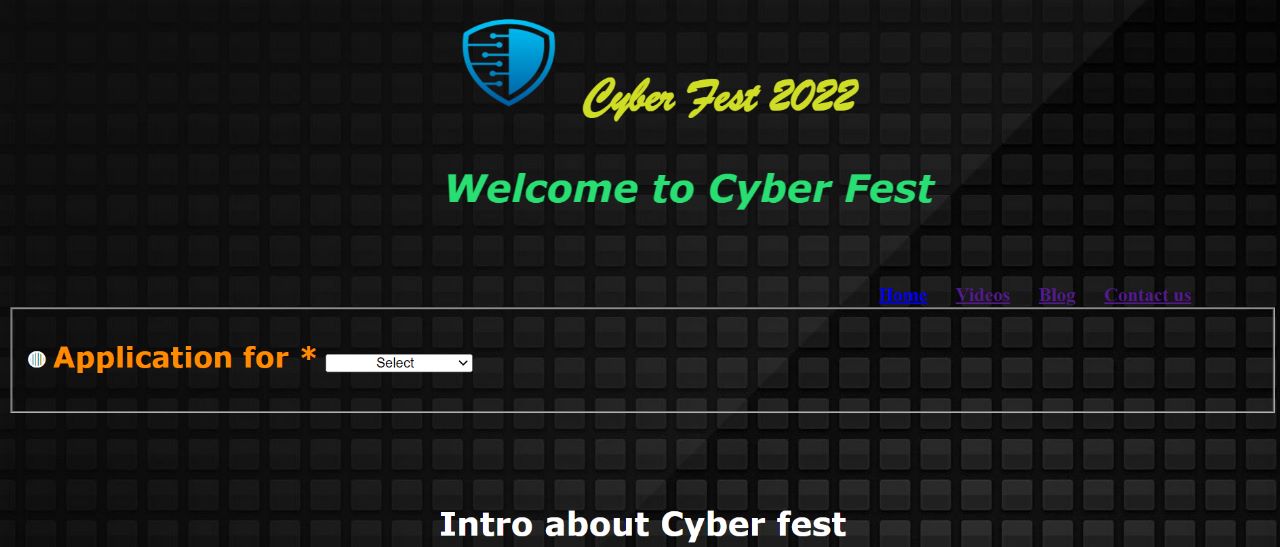 Cyber Fest 2022
Welcome to Cyber Fest
Home Videos Blog Contact us
Application for * Select
Intro about Cyber fest